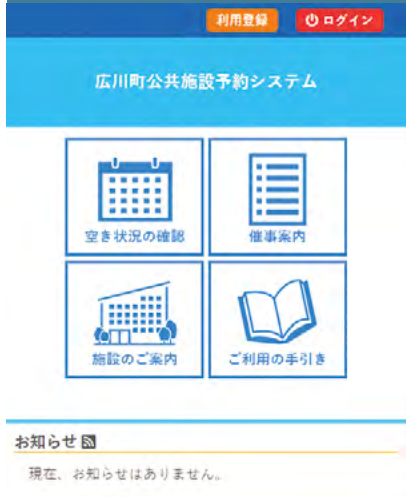 利用登録 ログイン
広川町公共施設予約システム
空き状況の確認 催事案内
施設のご案内 ご利用の手引き
お知らせ
現在、お知らせはありません。